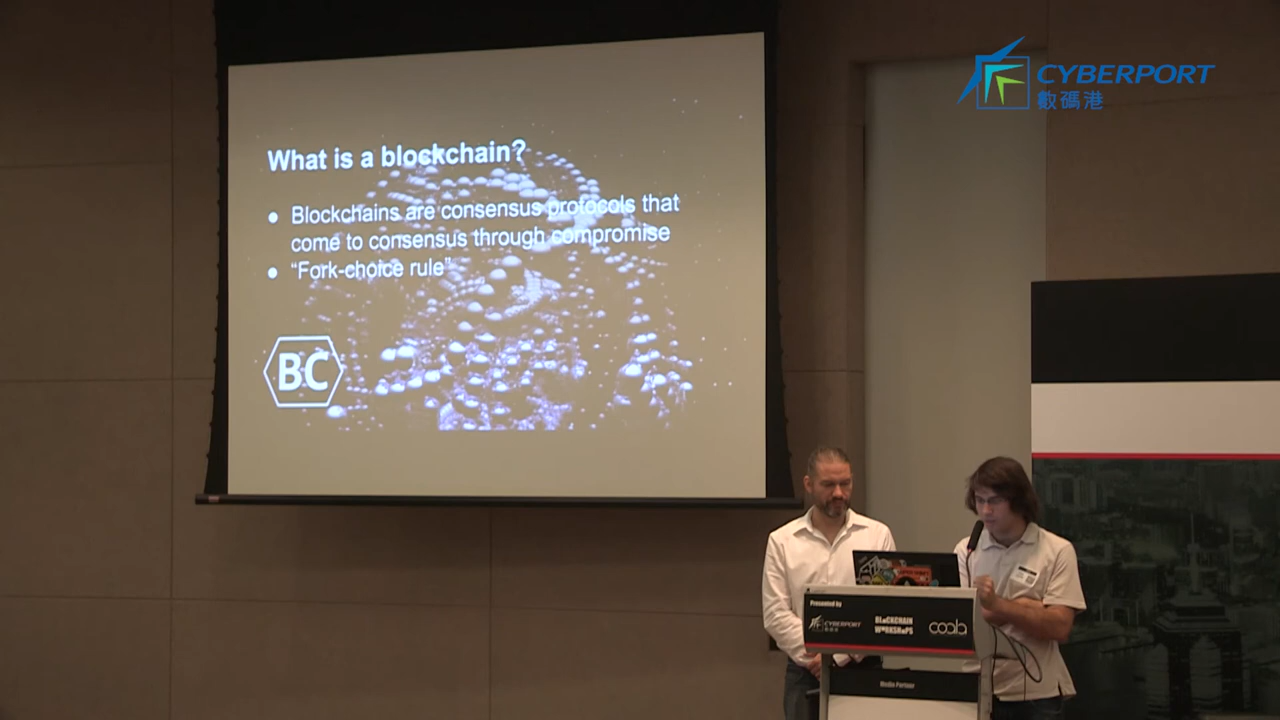 CYBERPORT
數碼港
What is a blockchain?
• Blockchains are consensus protocols that
come to consensus through compromise
• “Fork-choice rule”
BC
Presented by
CYBERPORT
BLOCKCHAIN
WORKSHOPS
coala
Media Partner